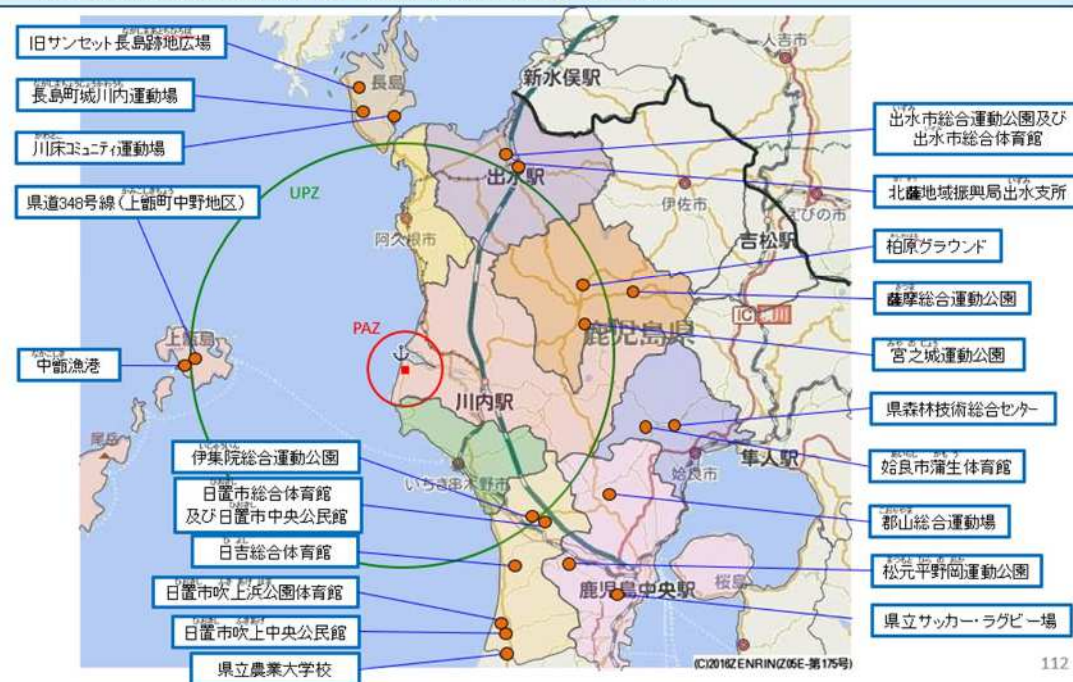 旧サンセット長島跡地広場
長島町城川内運動場
川床コミュニティ運動場
県道348号線(上甑町中野地区)
中甑漁港
伊集院総合運動公園
日置市総合体育館
及び日置市中央公民館
日吉総合体育館
日置市吹上浜公園体育館
日置市吹上中央公民館
県立農業大学校
長島
新水俣駅
人吉市
UPZ
出水駅
阿久根市
伊佐市
えびの市
吉松駅
PAZ
鹿児島県
上甑島
川内駅
尾岳
いちき串木野市
姶良市
隼人駅
鹿児島中央駅
桜島
出水市総合運動公園及び
出水市総合体育館
北薩地域振興局出水支所
柏原グラウンド
薩摩総合運動公園
宮之城運動公園
県森林技術総合センター
姶良市蒲生体育館
郡山総合運動場
松元平野岡運動公園
県立サッカー・ラグビー場
(C)2016ZENRIN(Z05E-第175号)
112